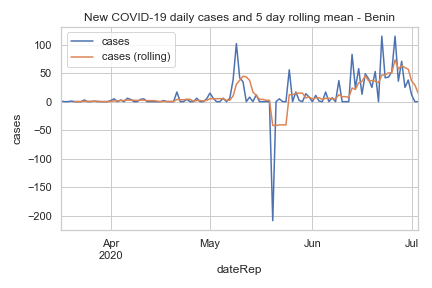 New COVID-19 daily cases and 5 day rolling mean - Benin
cases
cases (rolling)
100
50
0
−50
−100
−150
−200
cases
Apr
2020
May
Jun
Jul
dateRep